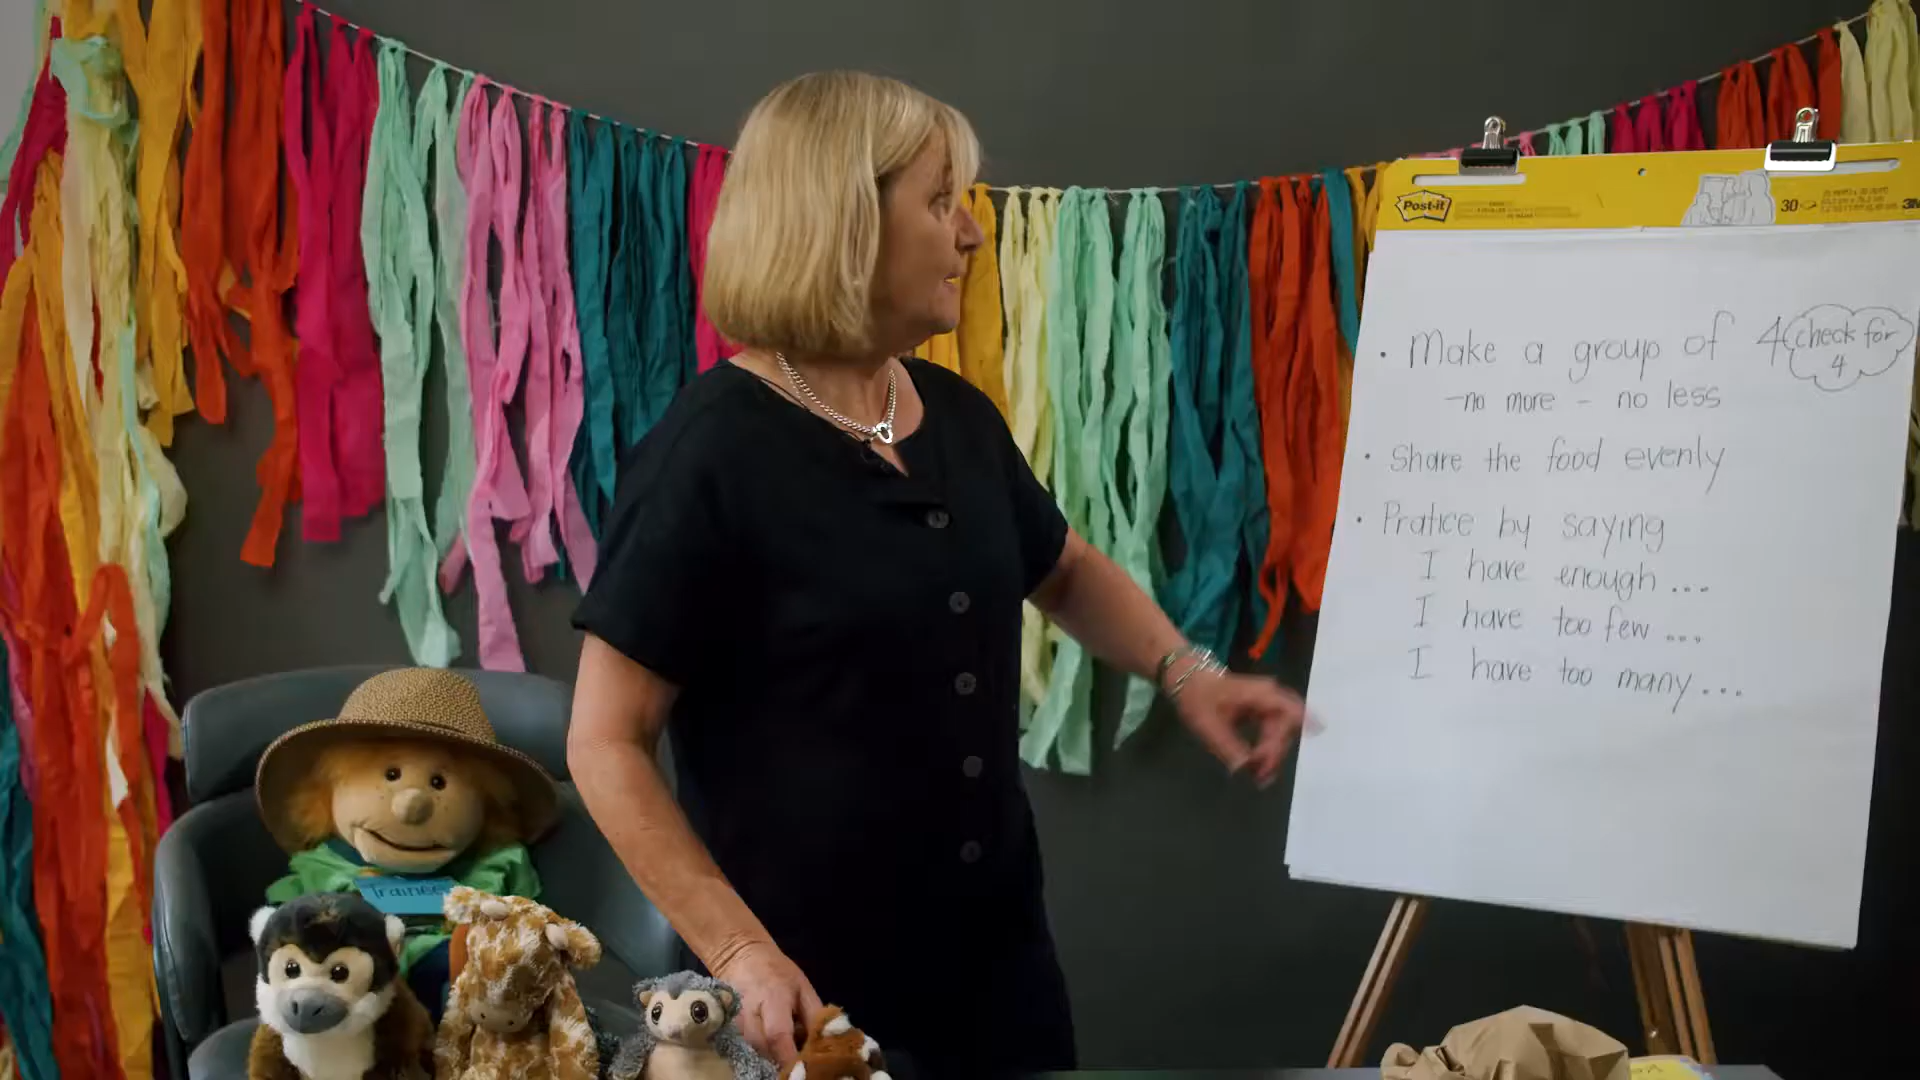 Post-it
30
3M
• Make a group of 4
check for
4
-no more - no less
• Share the food evenly
• Pratice by saying
I have enough ...
I have too few ...
I have too many ...
Trainee